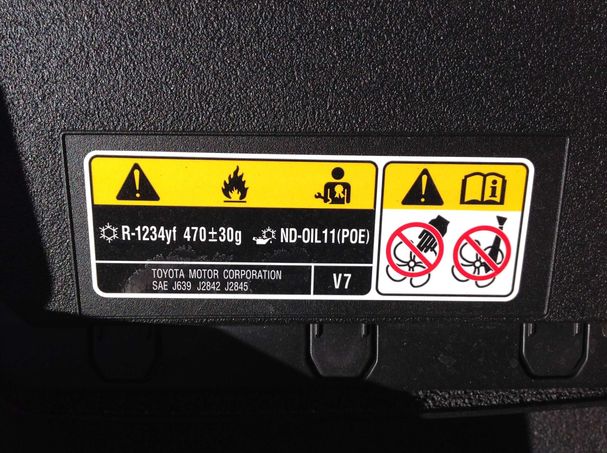 R-1234yf 470±30g ND-OIL11(POE)
TOYOTA MOTOR CORPORATION
SAE J639 J2842 J2845
V7